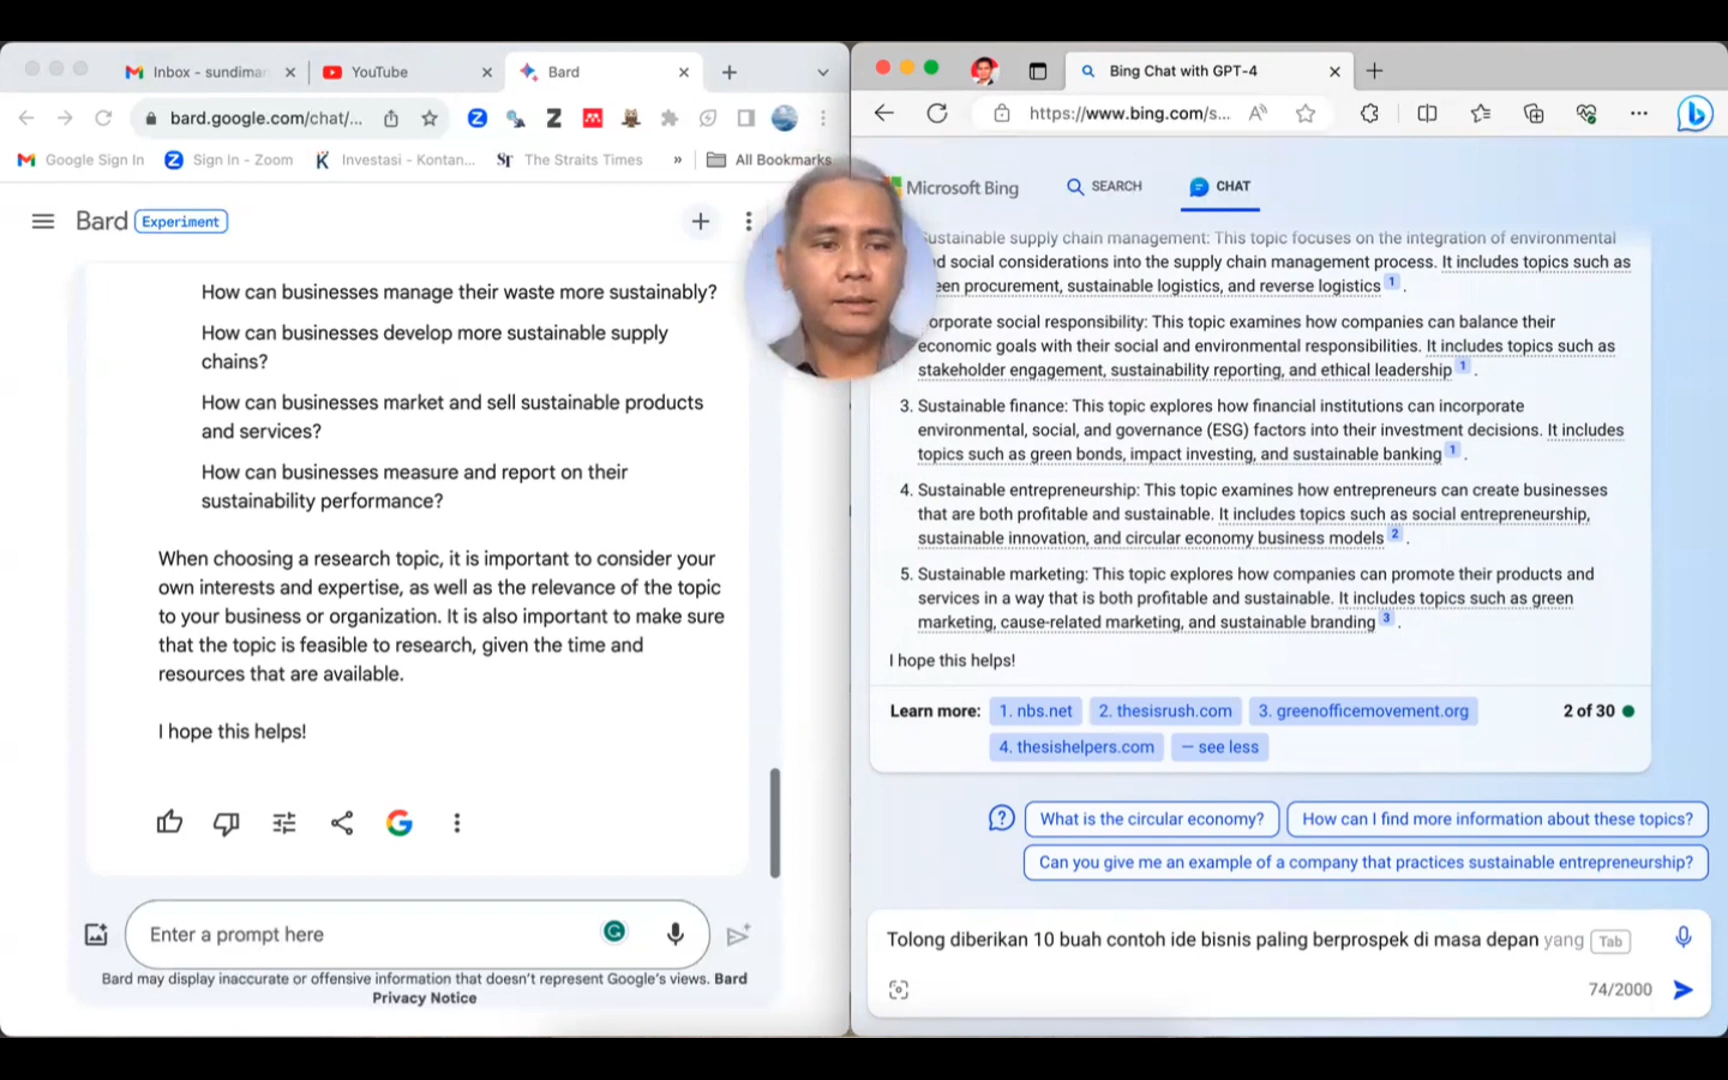 Inbox - sundimar
YouTube
Bard
bard.google.com/chat/...
Google Sign In
Sign In - Zoom
Investasi - Kontan...
The Straits Times
»
All Bookmarks
Bard Experiment
How can businesses manage their waste more sustainably?
How can businesses develop more sustainable supply
chains?
How can businesses market and sell sustainable products
and services?
How can businesses measure and report on their
sustainability performance?
When choosing a research topic, it is important to consider your
own interests and expertise, as well as the relevance of the topic
to your business or organization. It is also important to make sure
that the topic is feasible to research, given the time and
resources that are available.
I hope this helps!
Enter a prompt here
Bard may display inaccurate or offensive information that doesn't represent Google's views. Bard
Privacy Notice
Bing Chat with GPT-4
https://www.bing.com/s...
Microsoft Bing
SEARCH
CHAT
ustainable supply chain management: This topic focuses on the integration of environmental
d social considerations into the supply chain management process. It includes topics such as
een procurement, sustainable logistics, and reverse logistics 1 .
orporate social responsibility: This topic examines how companies can balance their
economic goals with their social and environmental responsibilities. It includes topics such as
stakeholder engagement, sustainability reporting, and ethical leadership 1 .
3. Sustainable finance: This topic explores how financial institutions can incorporate
environmental, social, and governance (ESG) factors into their investment decisions. It includes
topics such as green bonds, impact investing, and sustainable banking 1 .
4. Sustainable entrepreneurship: This topic examines how entrepreneurs can create businesses
that are both profitable and sustainable. It includes topics such as social entrepreneurship,
sustainable innovation, and circular economy business models 2 .
5. Sustainable marketing: This topic explores how companies can promote their products and
services in a way that is both profitable and sustainable. It includes topics such as green
marketing, cause-related marketing, and sustainable branding 3 .
I hope this helps!
Learn more: 1. nbs.net 2. thesisrush.com 3. greenofficemovement.org 2 of 30
4. thesishelpers.com — see less
What is the circular economy?
How can I find more information about these topics?
Can you give me an example of a company that practices sustainable entrepreneurship?
Tolong diberikan 10 buah contoh ide bisnis paling berprospek di masa depan yang Tab
74/2000